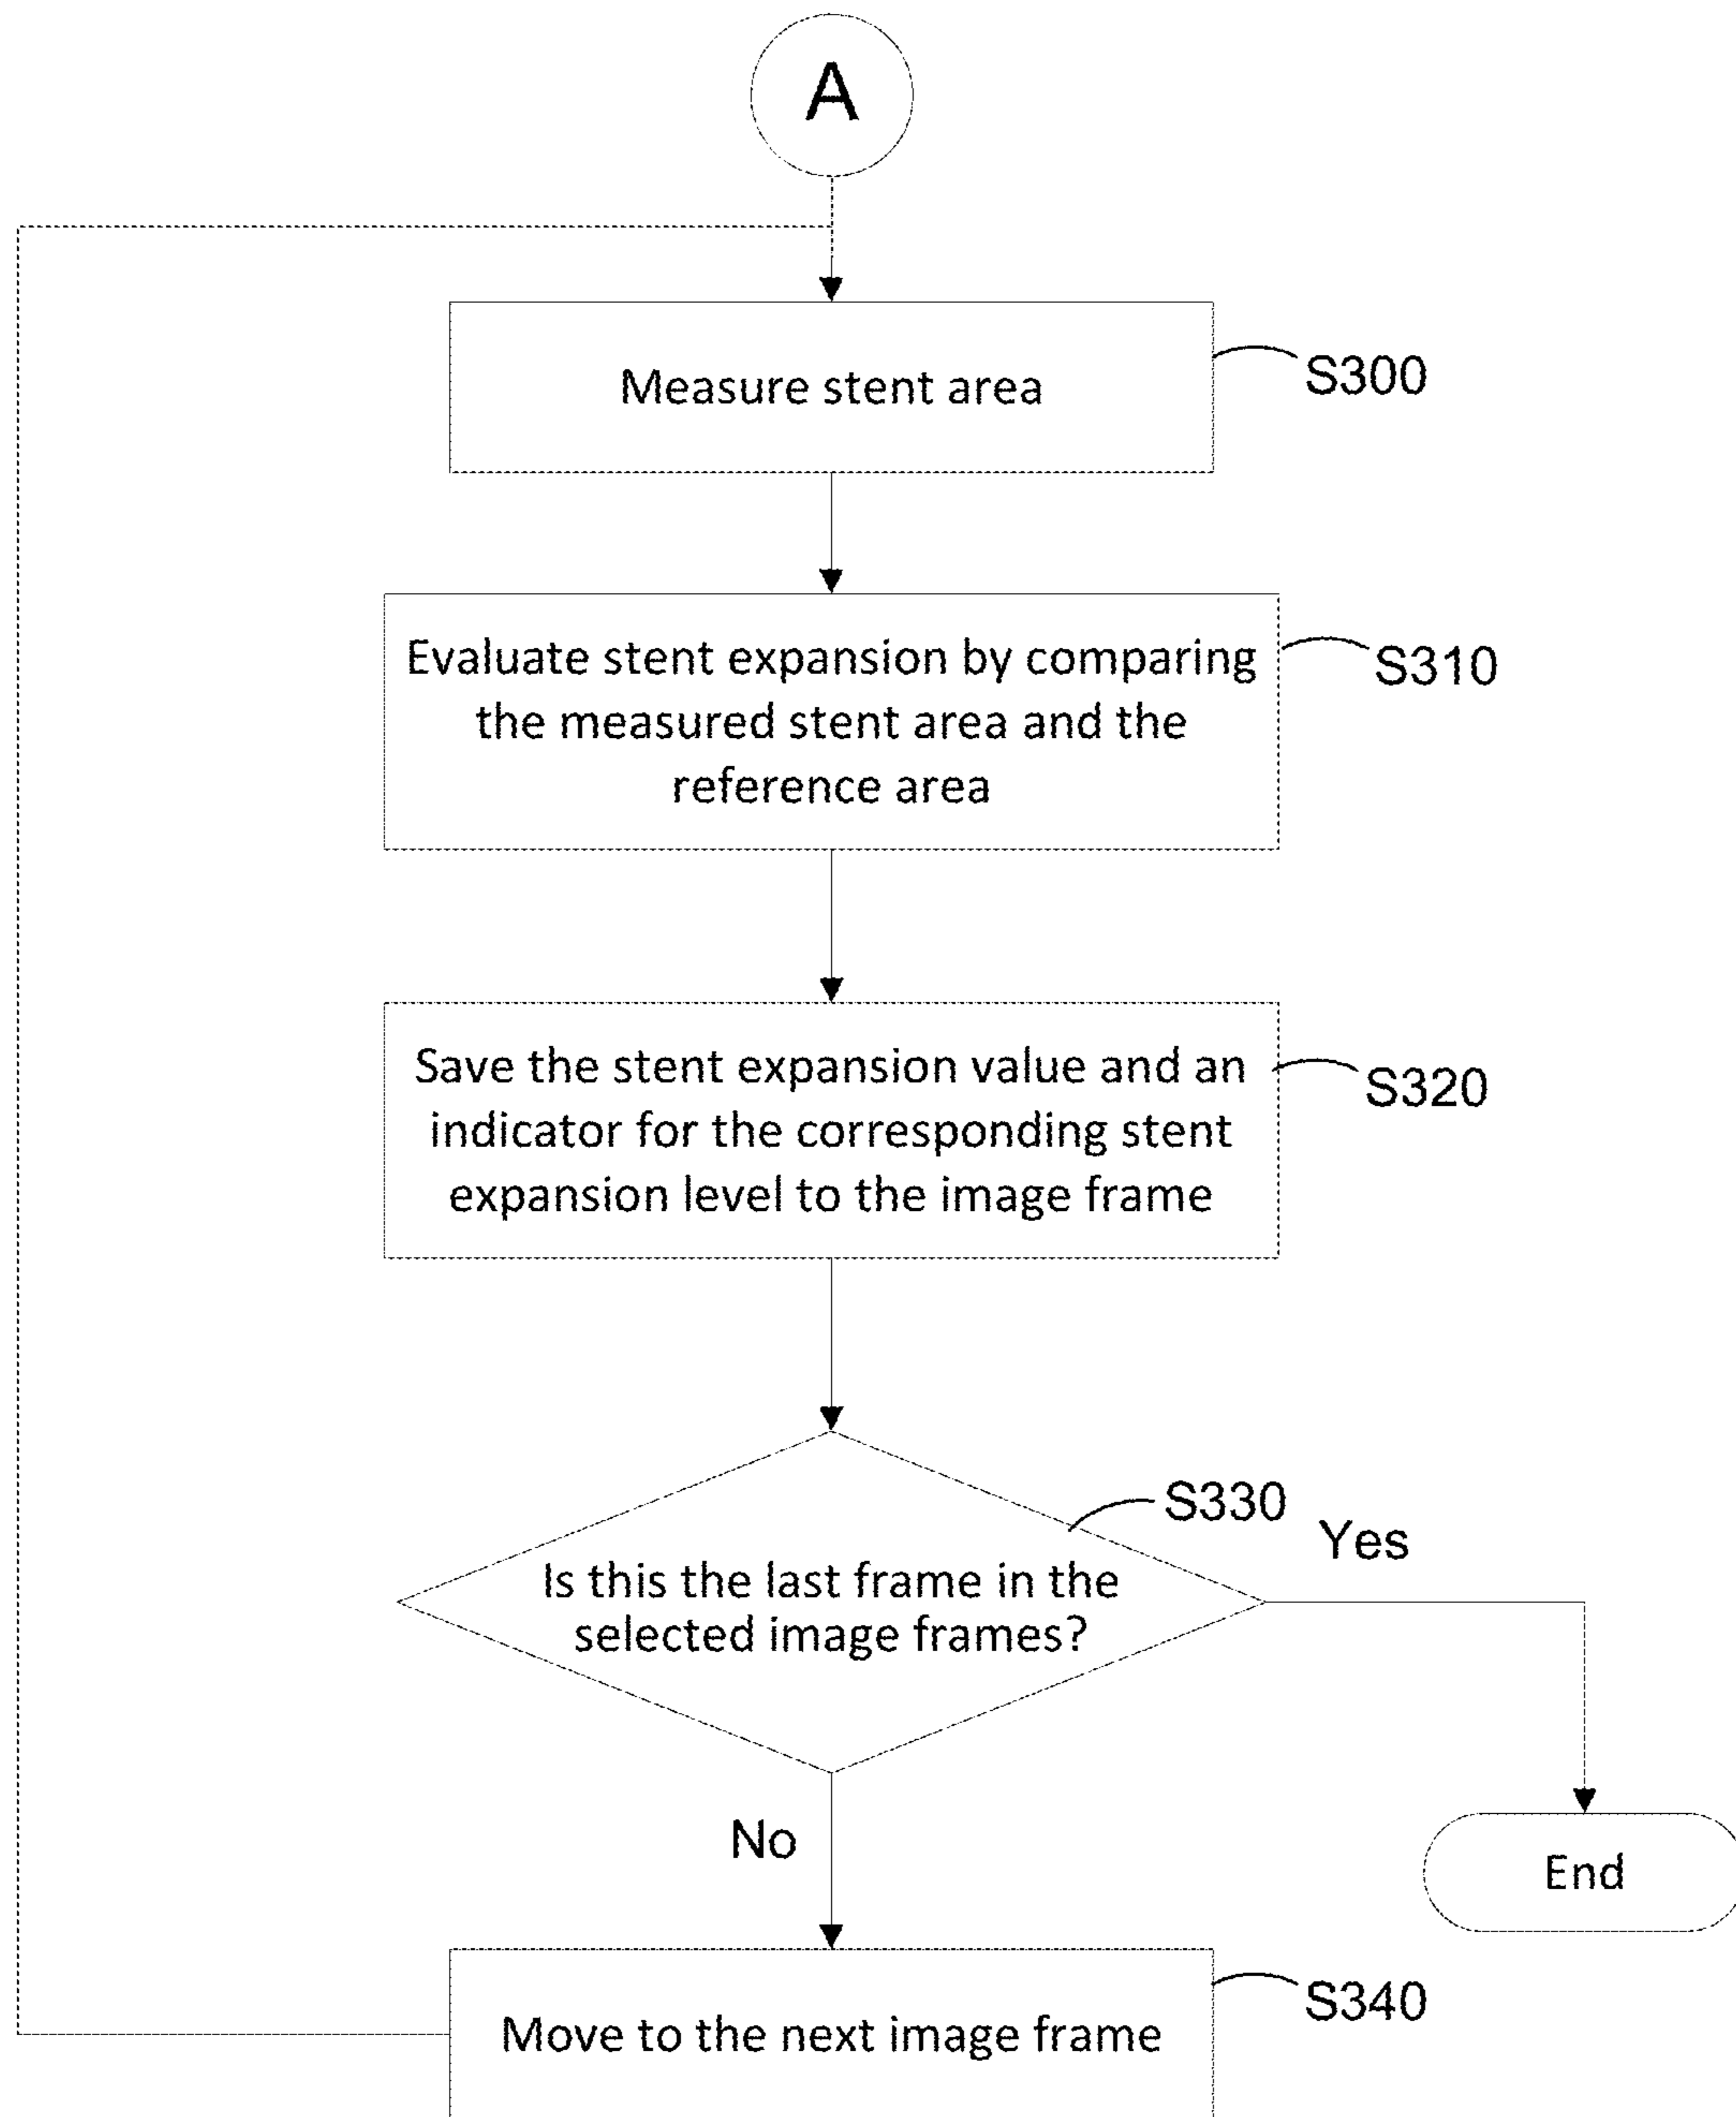 A
Measure stent area
S300
Evaluate stent expansion by comparing
the measured stent area and the
reference area
S310
Save the stent expansion value and an
indicator for the corresponding stent
expansion level to the image frame
S320
S330
Is this the last frame in the
selected image frames?
Yes
No
End
Move to the next image frame
S340